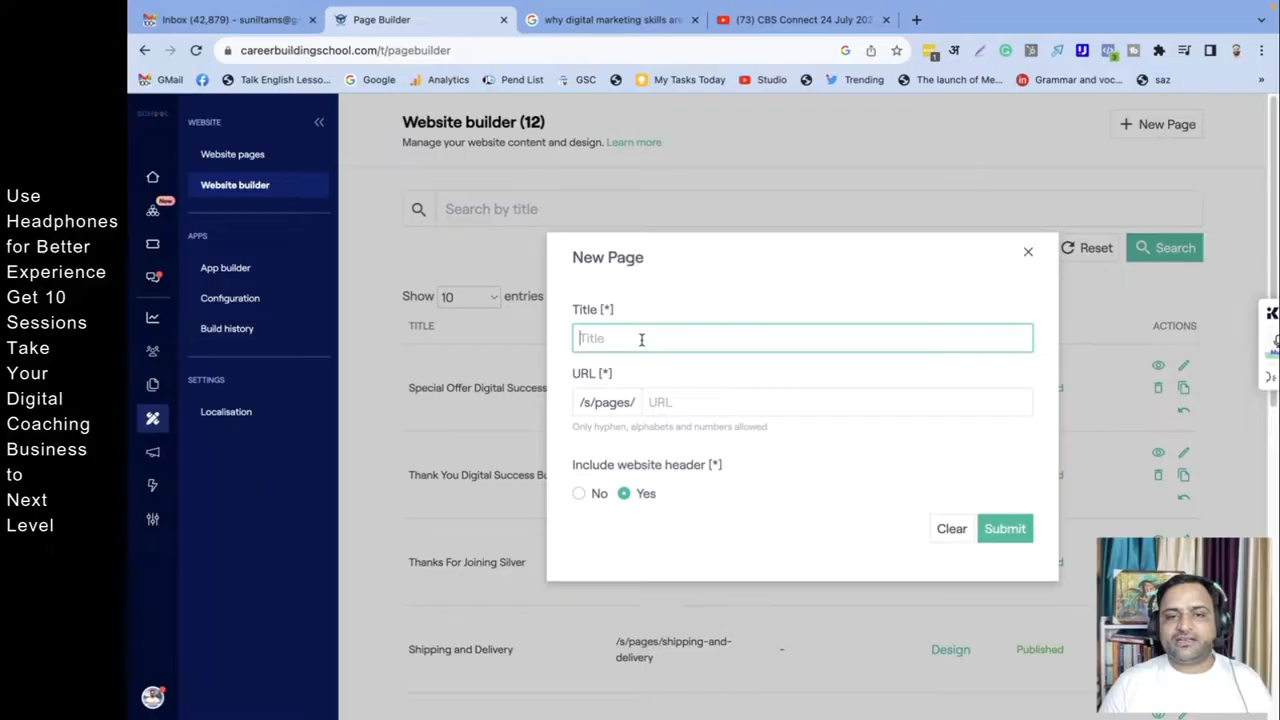 Use
Headphones
for Better
Experience
Get 10
Sessions
Take
Your
Digital
Coaching
Business
to
Next
Level
Inbox (42,879) - suniltams@g
Page Builder
why digital marketing skills are
(73) CBS Connect 24 July 202
careerbuildingschool.com/t/pagebuilder
GMail
Talk English Lesso...
Google
Analytics
Pend List
GSC
My Tasks Today
Studio
Trending
The launch of Me...
Grammar and voc...
saz
»
SCHOOL
WEBSITE
Website pages
Website builder
New
APPS
App builder
Configuration
Build history
SETTINGS
Localisation
Website builder (12)
Manage your website content and design. Learn more
+ New Page
Search by title
Reset
Search
Show 10 entries
TITLE
ACTIONS
Special Offer Digital Success
Thank You Digital Success Bu
Thanks For Joining Silver
Shipping and Delivery
/s/pages/shipping-and-
delivery
-
Design
Published
New Page
Title [*]
Title
URL [*]
/s/pages/
URL
Only hyphen, alphabets and numbers allowed
Include website header [*]
No
Yes
Clear
Submit